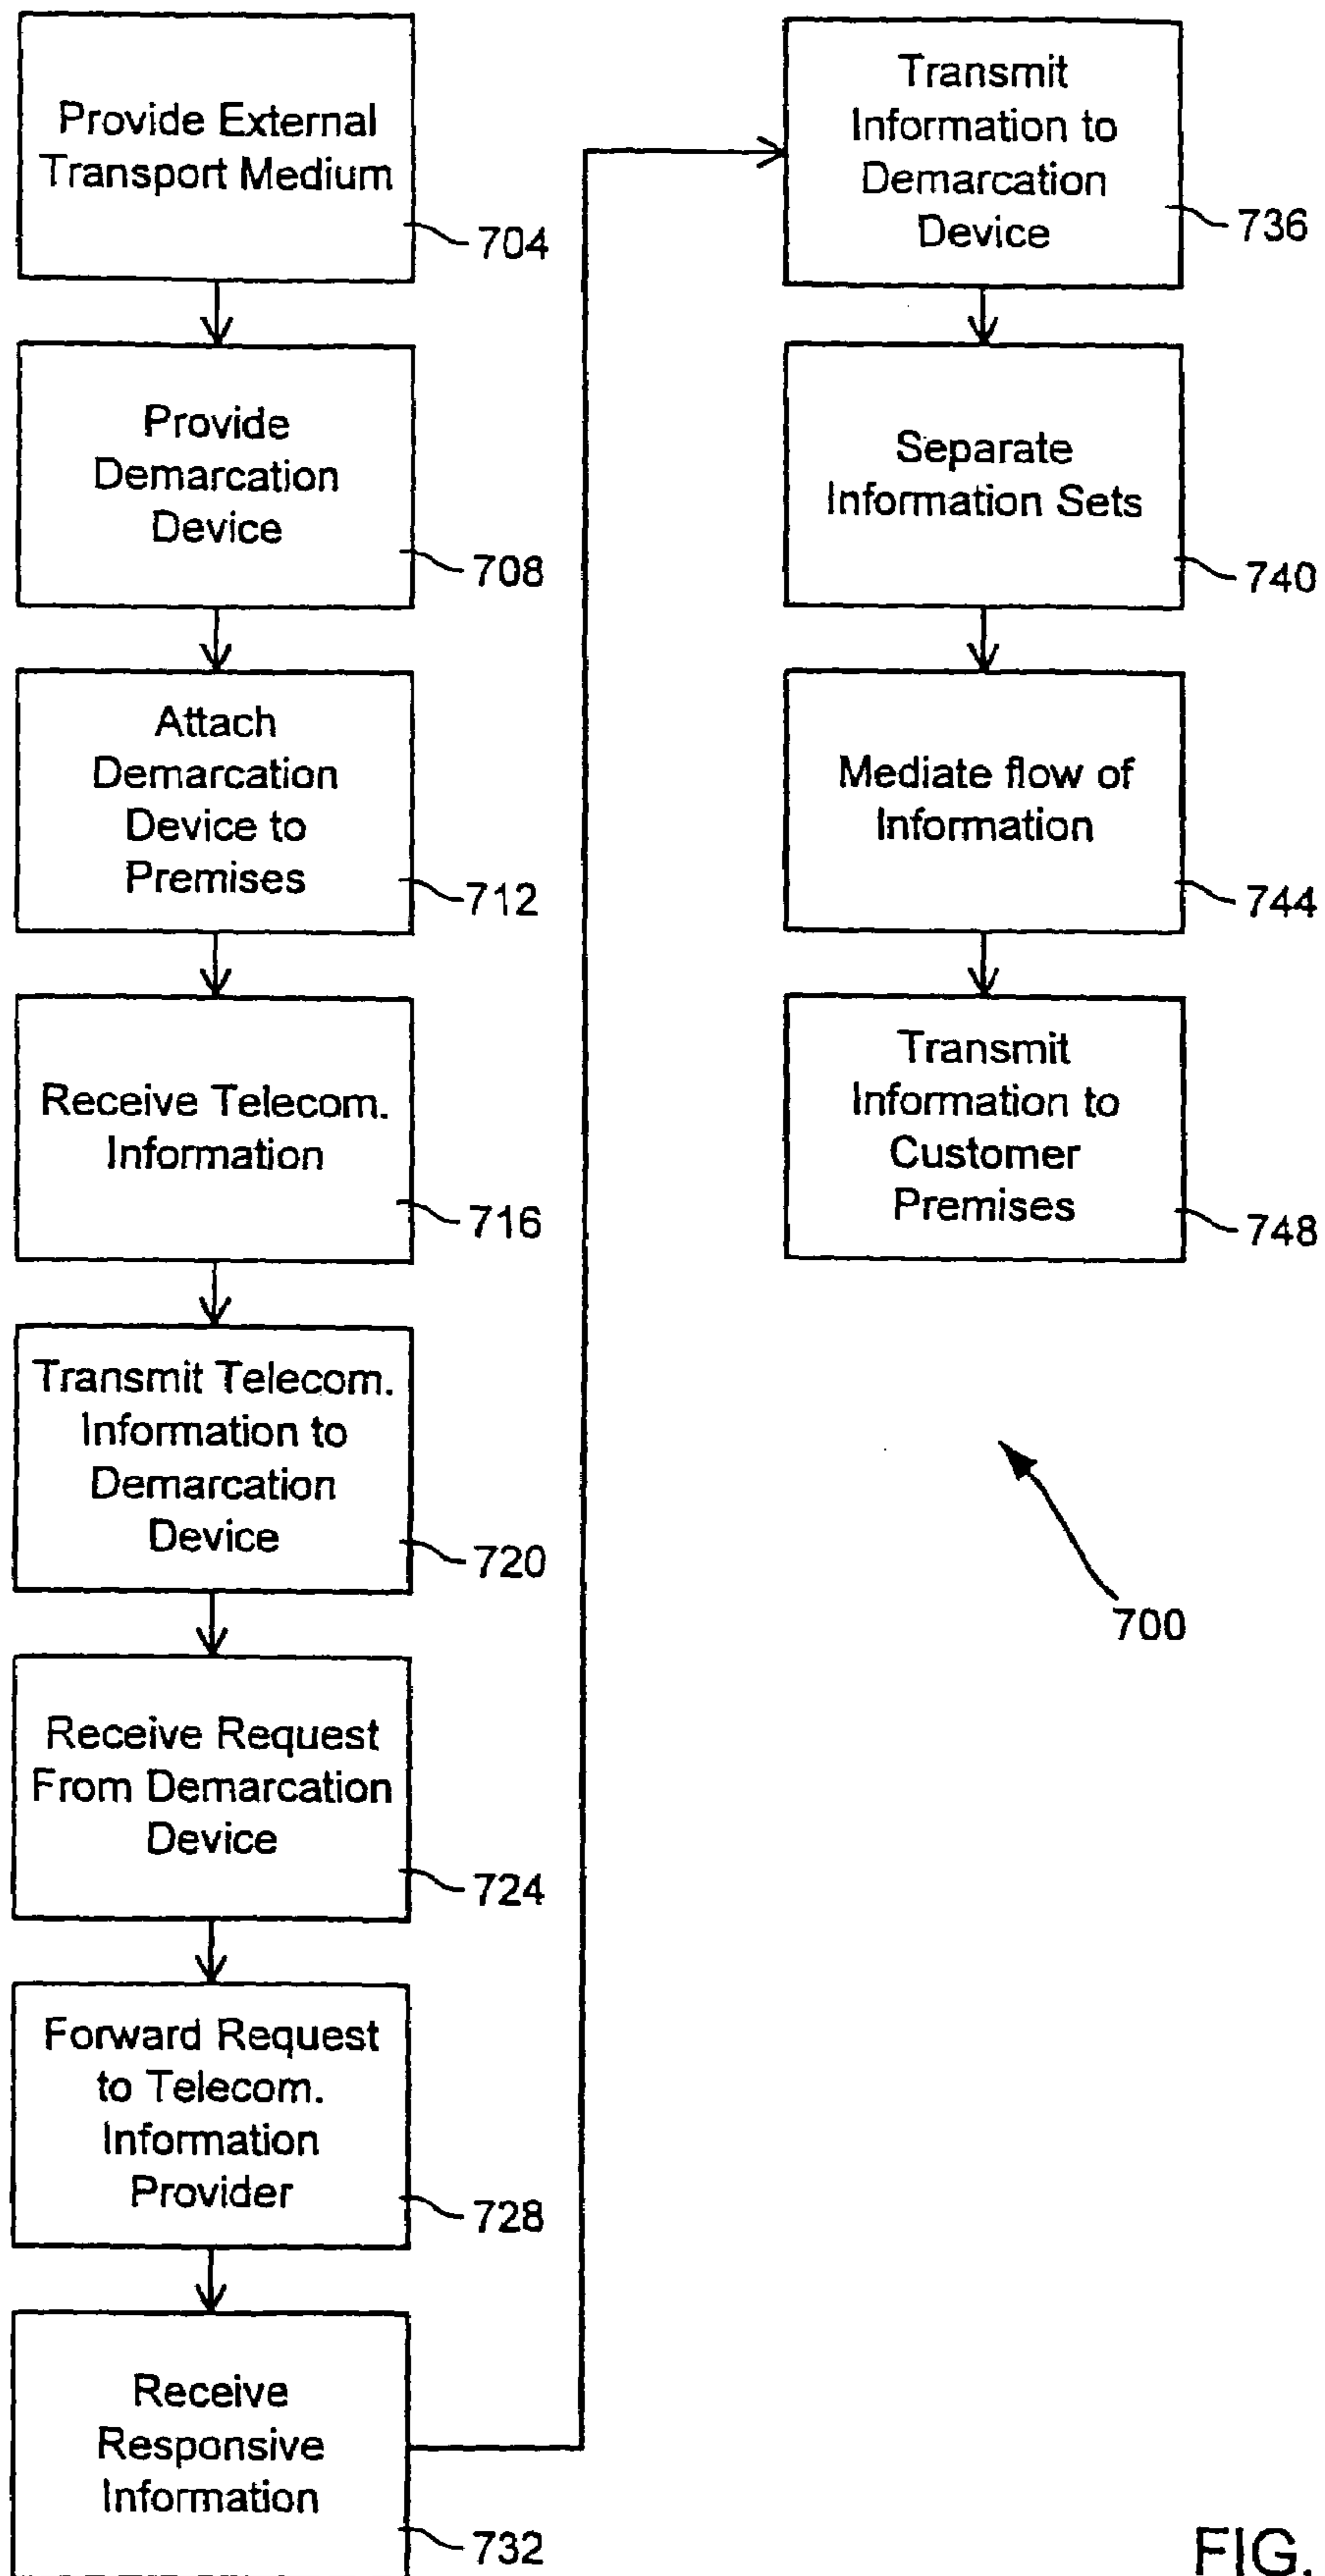 Provide External
Transport Medium
704
Provide
Demarcation
Device
708
Attach
Demarcation
Device to
Premises
712
Receive Telecom.
Information
716
Transmit Telecom.
Information to
Demarcation
Device
720
Receive Request
From Demarcation
Device
724
Forward Request
to Telecom.
Information
Provider
728
Receive
Responsive
Information
732
Transmit
Information to
Demarcation
Device
736
Separate
Information Sets
740
Mediate flow of
Information
744
Transmit
Information to
Customer
Premises
748
700
FIG.